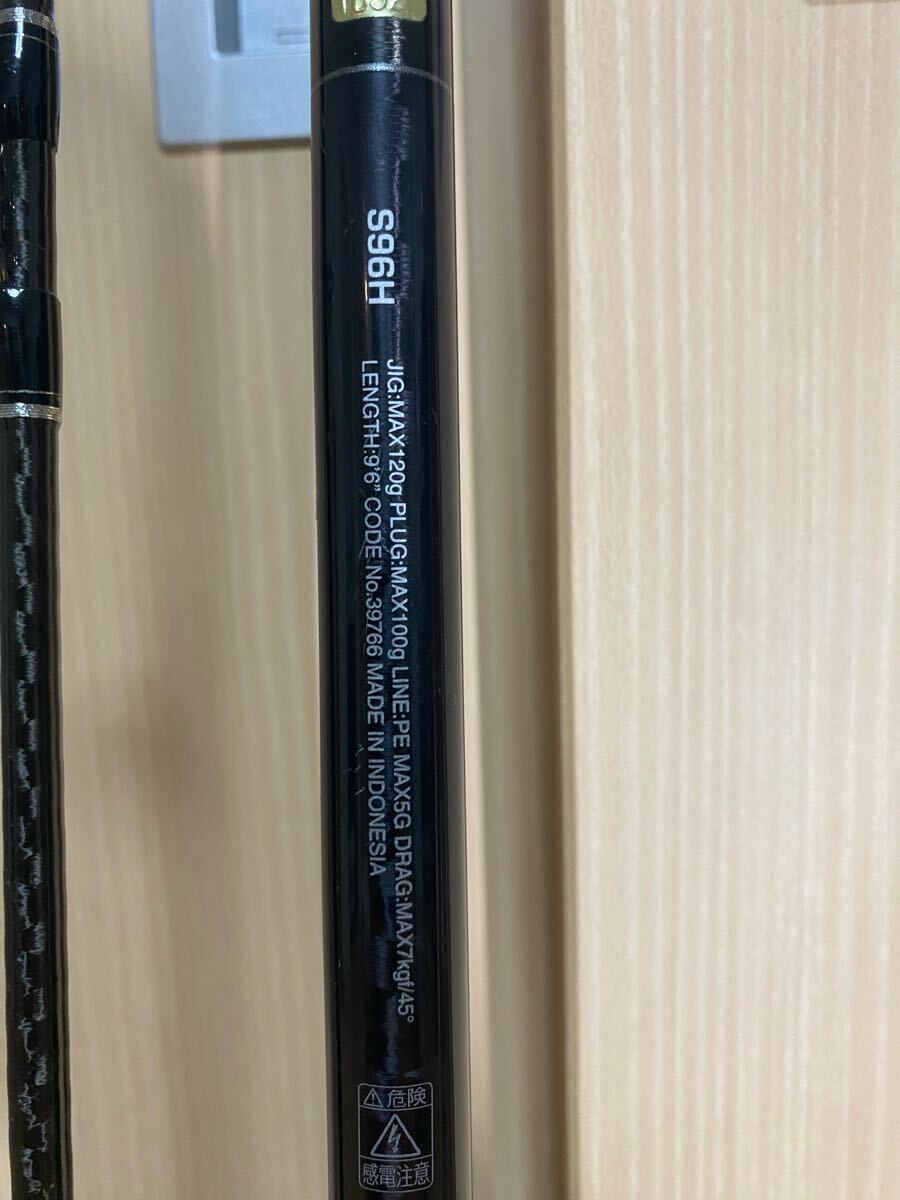 S96H
JIG:MAX120g PLUG:MAX100g LINE:PE MAX5G DRAG:MAX7kgf/45°
LENGTH:9'6" CODE No.39766 MADE IN INDONESIA
⚠危険
感電注意